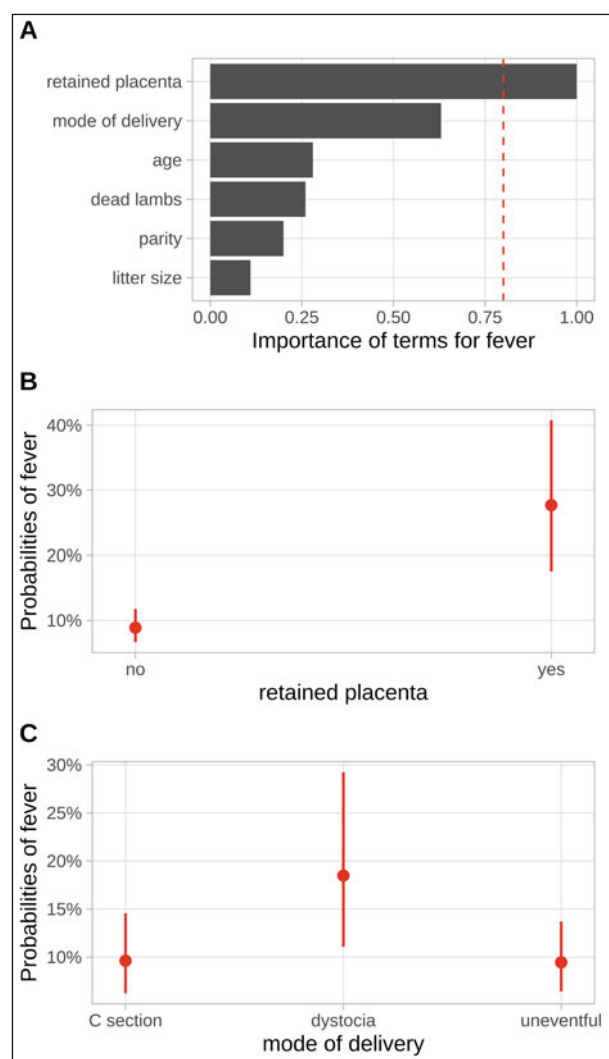 A
retained placenta
mode of delivery
age
dead lambs
parity
litter size
0.00 0.25 0.50 0.75 1.00
Importance of terms for fever
B
Probabilities of fever
40%
30%
20%
10%
no yes
retained placenta
C
Probabilities of fever
30%
25%
20%
15%
10%
C section dystocia uneventful
mode of delivery